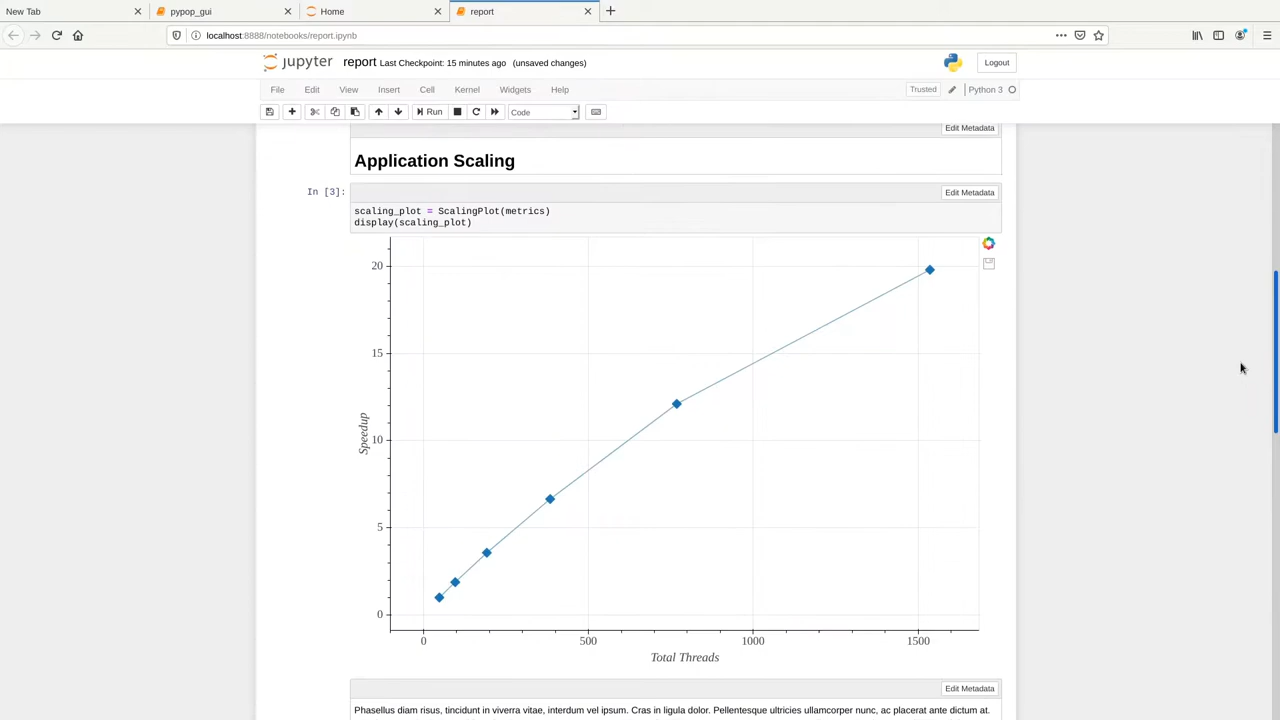 New Tab
pypop_gui
Home
report
localhost:8888/notebooks/report.ipynb
jupyter report Last Checkpoint: 15 minutes ago (unsaved changes)
Logout
File Edit View Insert Cell Kernel Widgets Help
Trusted
Python 3
Run
Code
Edit Metadata
Application Scaling
Edit Metadata
In [3]:
scaling_plot = ScalingPlot(metrics)
display(scaling_plot)
20
15
10
5
0
Speedup
0 500 1000 1500
Total Threads
Edit Metadata
Phasellus diam risus, tincidunt in viverra vitae, interdum vel ipsum. Cras in ligula dolor. Pellentesque ultricies ullamcorper nunc, ac placerat ante dictum at.